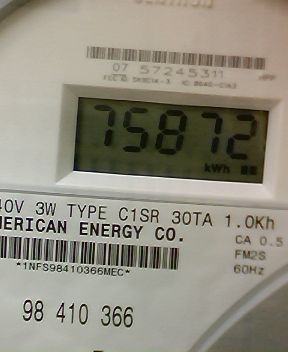 07 57245311
75872
kWh
40V 3W TYPE C1SR 30TA 1.0Kh
MERICAN ENERGY CO.
CA 0.5
FM2S
60Hz
*1NFS98410366MEC*
98 410 366